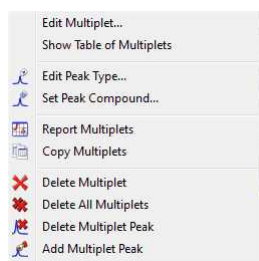 Edit Multiplet...
Show Table of Multiplets
Edit Peak Type...
Set Peak Compound...
Report Multiplets
Copy Multiplets
Delete Multiplet
Delete All Multiplets
Delete Multiplet Peak
Add Multiplet Peak